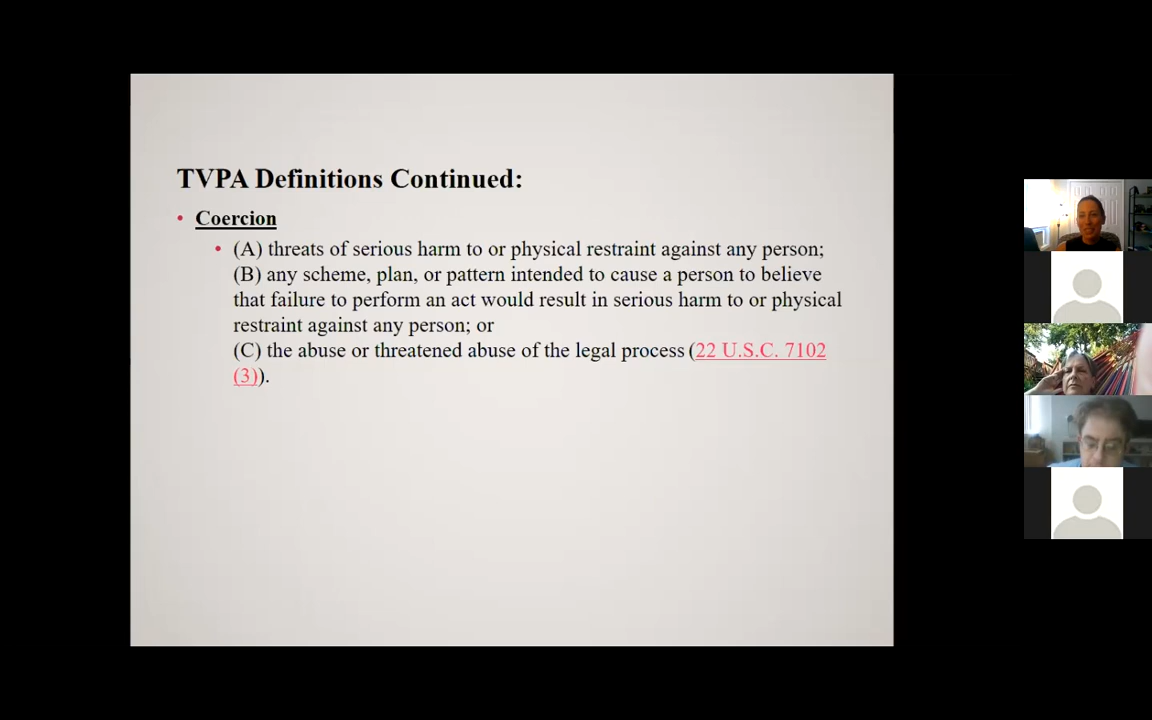 TVPA Definitions Continued:
• Coercion
• (A) threats of serious harm to or physical restraint against any person;
(B) any scheme, plan, or pattern intended to cause a person to believe
that failure to perform an act would result in serious harm to or physical
restraint against any person; or
(C) the abuse or threatened abuse of the legal process (22 U.S.C. 7102
(3)).